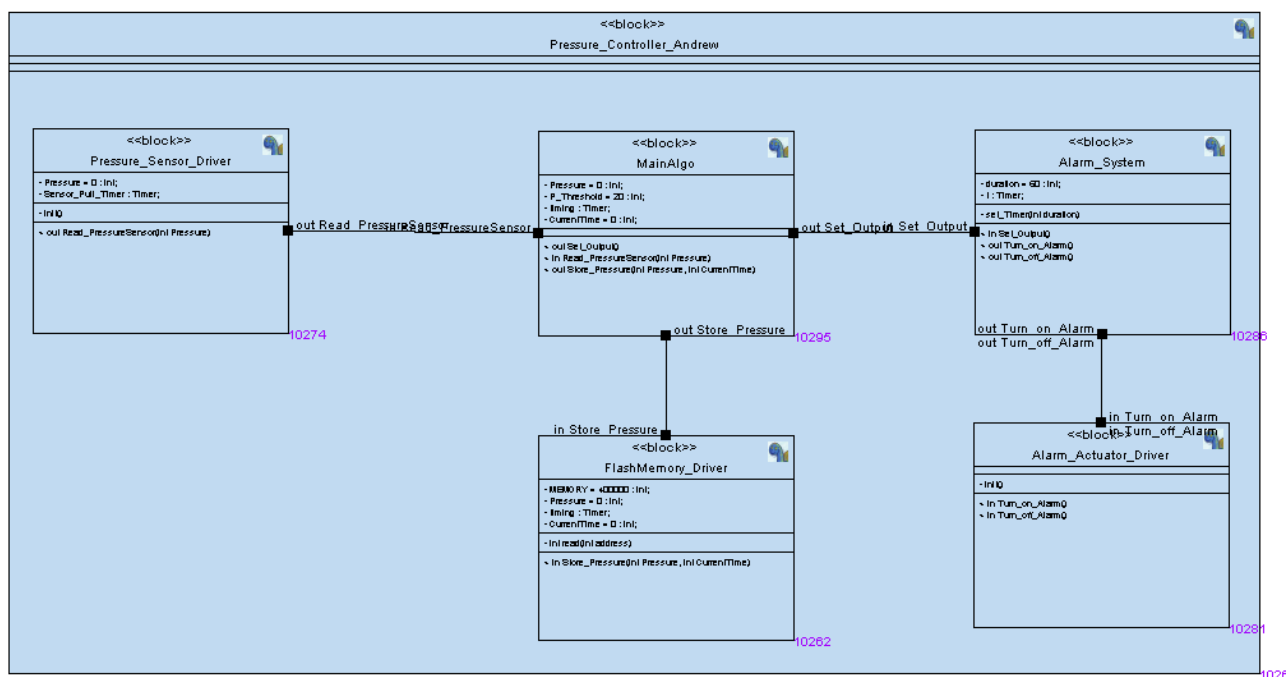 <<block>>
Pressure_Controller_Andrew
<<block>>
Pressure_Sensor_Driver
- Pressure = 0 : int;
- Sensor_Pull_Timer : Timer;
- init()
~ out Read_PressureSensor(int Pressure)
out Read_PressureSensor
10274
in Read_PressureSensor
<<block>>
MainAlgo
- Pressure = 0 : int;
- P_Threshold = 20 : int;
- timing : Timer;
- CurrentTime = 0 : int;
~ out Set_Output()
~ in Read_PressureSensor(int Pressure)
~ out Store_Pressure(int Pressure, int CurrentTime)
out Set_Output
out Store_Pressure
10295
in Set_Output
<<block>>
Alarm_System
- duration = 60 : int;
- t : Timer;
- set_Timer(int duration)
~ in Set_Output()
~ out Turn_on_Alarm()
~ out Turn_off_Alarm()
out Turn_on_Alarm
out Turn_off_Alarm
10286
in Store_Pressure
<<block>>
FlashMemory_Driver
- MEMORY = 400000 : int;
- Pressure = 0 : int;
- timing : Timer;
- CurrentTime = 0 : int;
- int read(int address)
~ in Store_Pressure(int Pressure, int CurrentTime)
10262
in Turn_on_Alarm
in Turn_off_Alarm
<<block>>
Alarm_Actuator_Driver
- init()
~ in Turn_on_Alarm()
~ in Turn_off_Alarm()
10281